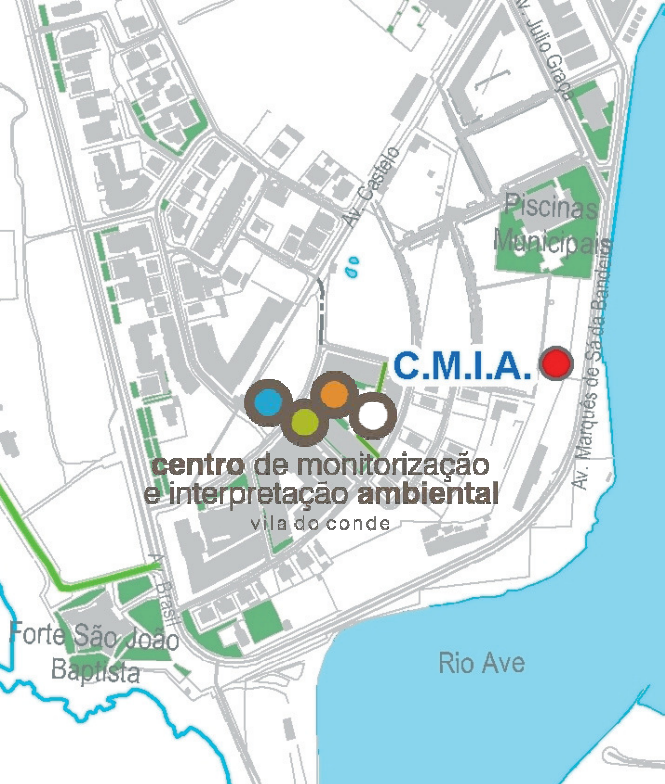 Av. Julio Graça
Av. Castelo
Piscinas
Municipais
C.M.I.A.
Av. Marquês de Sá da Bandeira
centro de monitorização
e interpretação ambiental
vila do conde
Av. Brasil
Forte São João
Baptista
Rio Ave